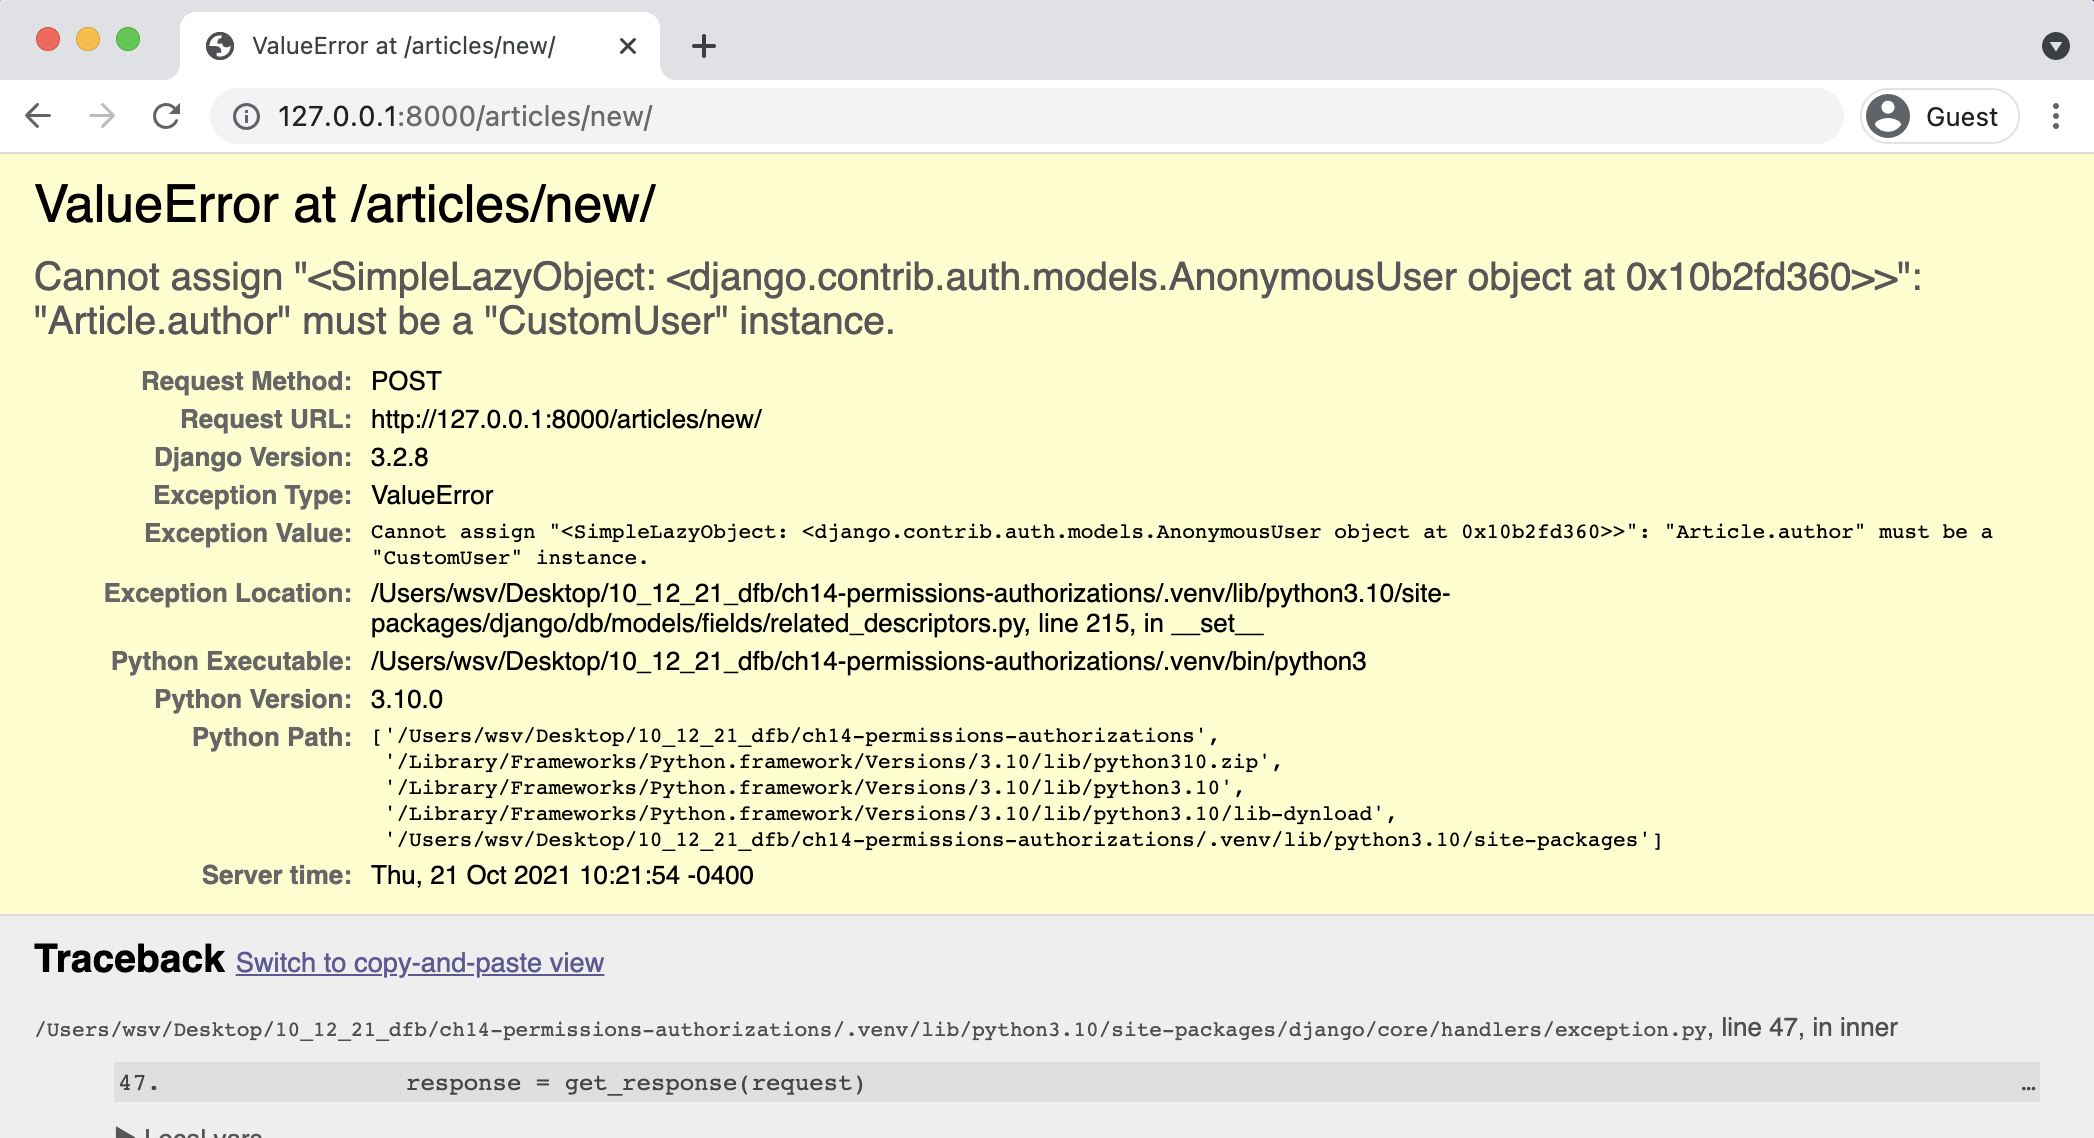 ValueError at /articles/new/
127.0.0.1:8000/articles/new/
Guest
ValueError at /articles/new/
Cannot assign "<SimpleLazyObject: <django.contrib.auth.models.AnonymousUser object at 0x10b2fd360>>":
"Article.author" must be a "CustomUser" instance.
Request Method: POST
Request URL: http://127.0.0.1:8000/articles/new/
Django Version: 3.2.8
Exception Type: ValueError
Exception Value: Cannot assign "<SimpleLazyObject: <django.contrib.auth.models.AnonymousUser object at 0x10b2fd360>>": "Article.author" must be a
"CustomUser" instance.
Exception Location: /Users/wsv/Desktop/10_12_21_dfb/ch14-permissions-authorizations/.venv/lib/python3.10/site-
packages/django/db/models/fields/related_descriptors.py, line 215, in __set__
Python Executable: /Users/wsv/Desktop/10_12_21_dfb/ch14-permissions-authorizations/.venv/bin/python3
Python Version: 3.10.0
Python Path: ['/Users/wsv/Desktop/10_12_21_dfb/ch14-permissions-authorizations',
'/Library/Frameworks/Python.framework/Versions/3.10/lib/python310.zip',
'/Library/Frameworks/Python.framework/Versions/3.10/lib/python3.10',
'/Library/Frameworks/Python.framework/Versions/3.10/lib/python3.10/lib-dynload',
'/Users/wsv/Desktop/10_12_21_dfb/ch14-permissions-authorizations/.venv/lib/python3.10/site-packages']
Server time: Thu, 21 Oct 2021 10:21:54 -0400
Traceback Switch to copy-and-paste view
/Users/wsv/Desktop/10_12_21_dfb/ch14-permissions-authorizations/.venv/lib/python3.10/site-packages/django/core/handlers/exception.py, line 47, in inner
47. response = get_response(request) …
Local vars